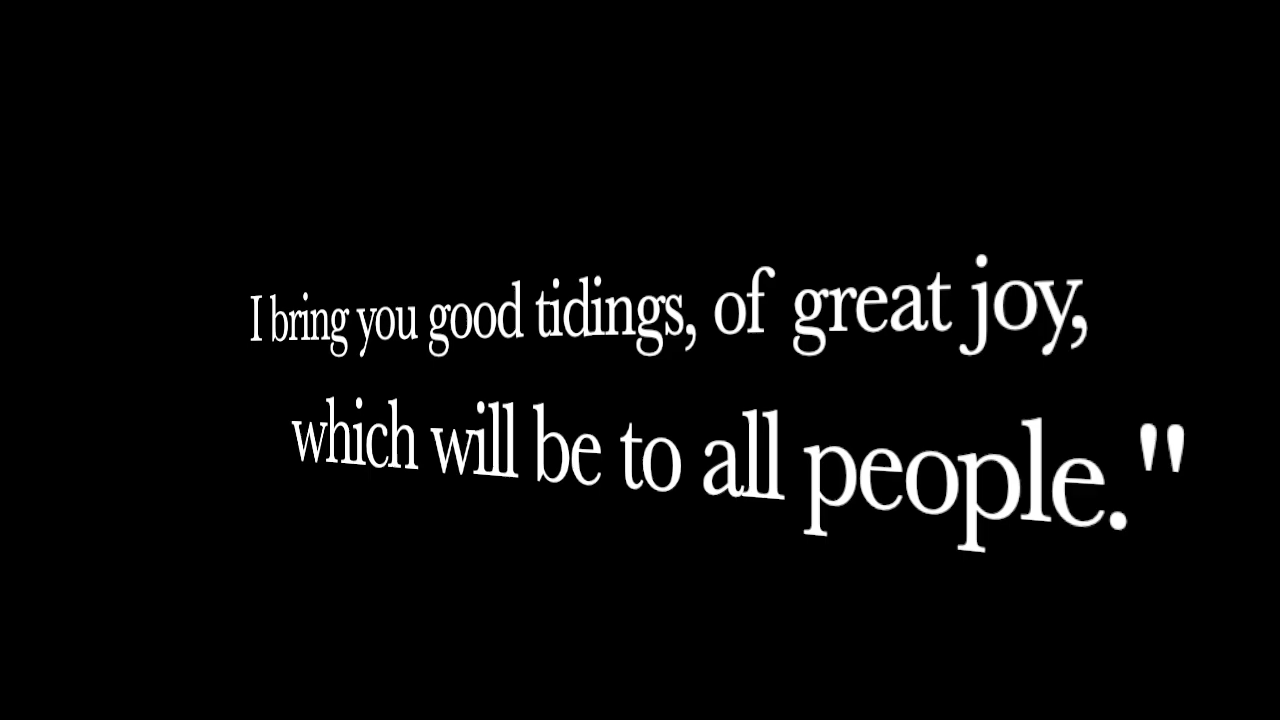 I bring you good tidings, of great joy,
which will be to all people."